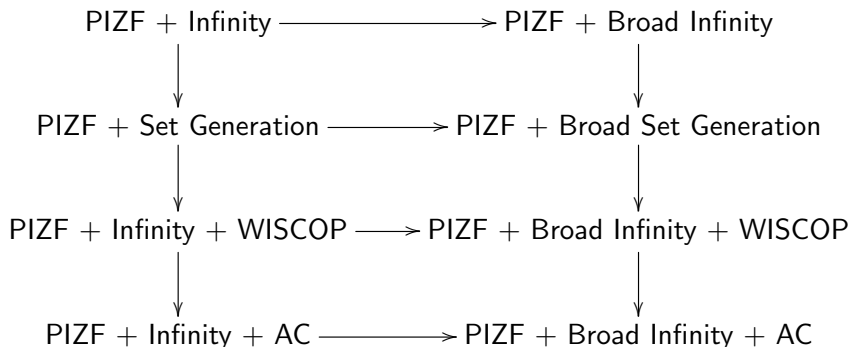 PIZF + Infinity PIZF + Broad Infinity
PIZF + Set Generation PIZF + Broad Set Generation
PIZF + Infinity + WISCOP PIZF + Broad Infinity + WISCOP
PIZF + Infinity + AC PIZF + Broad Infinity + AC